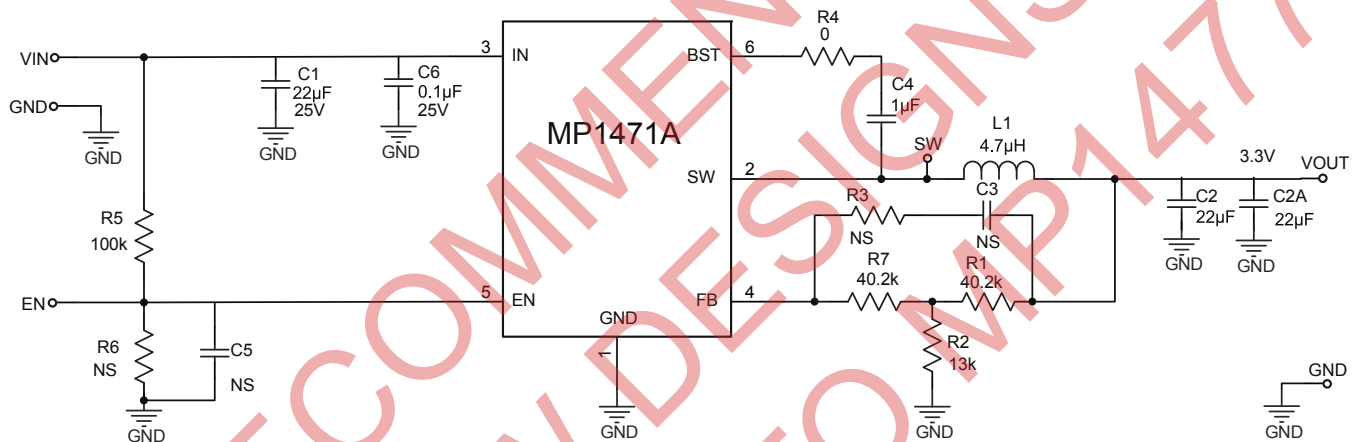 VIN
GND
GND
C1
22µF
25V
GND
C6
0.1µF
25V
GND
3
IN
MP1471A
BST
6
R4
0
C4
1µF
SW
2
SW
L1
4.7µH
3.3V
VOUT
C2
22µF
GND
C2A
22µF
GND
R5
100k
R3
NS
C3
NS
R7
40.2k
R1
40.2k
EN
5
EN
FB
4
GND
1
GND
R6
NS
C5
NS
GND
R2
13k
GND
GND
GND